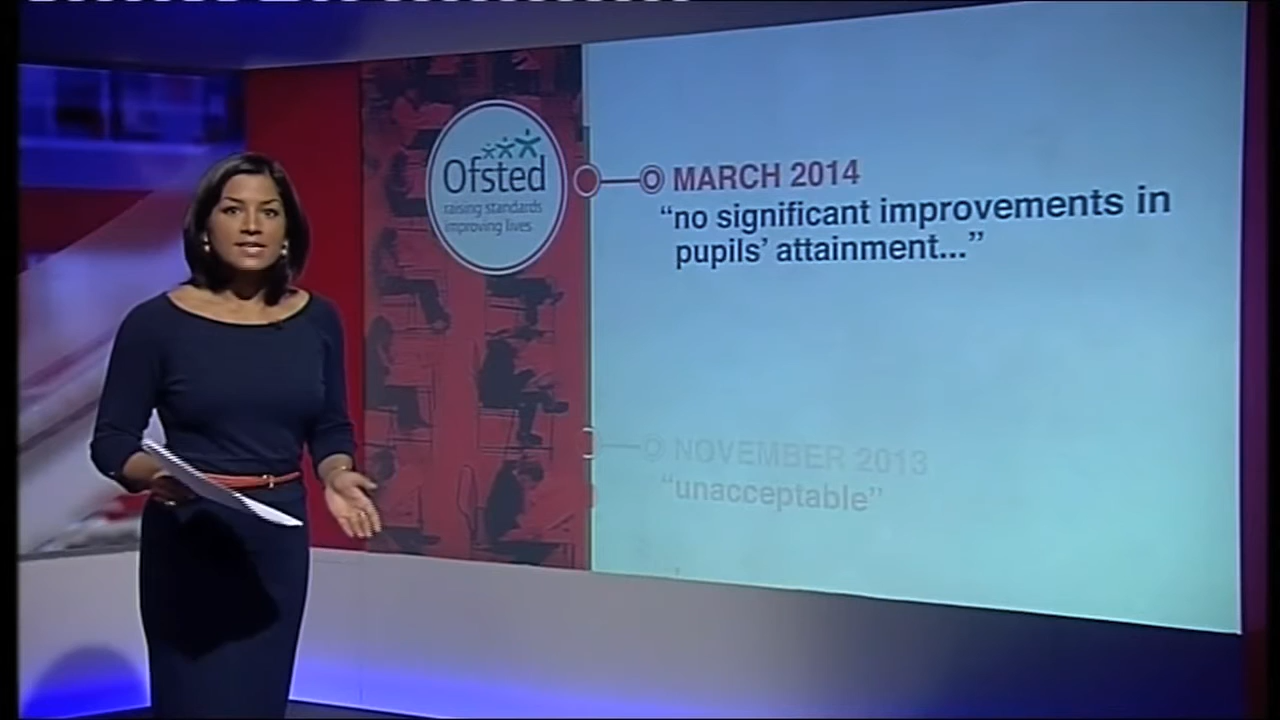 Ofsted
raising standards
improving lives
MARCH 2014
“no significant improvements in
pupils’ attainment...”
NOVEMBER 2013
“unacceptable”